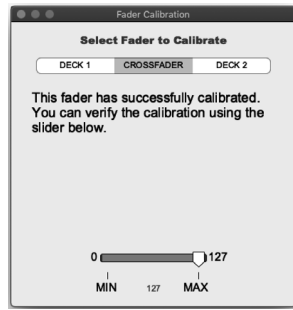 Fader Calibration
Select Fader to Calibrate
DECK 1 CROSSFADER DECK 2
This fader has successfully calibrated.
You can verify the calibration using the
slider below.
0 127
MIN 127 MAX